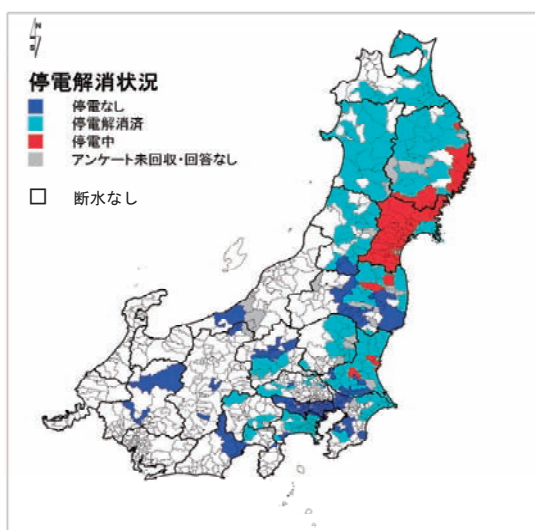 N
S
停電解消状況
停電なし
停電解消済
停電中
アンケート未回収・回答なし
断水なし